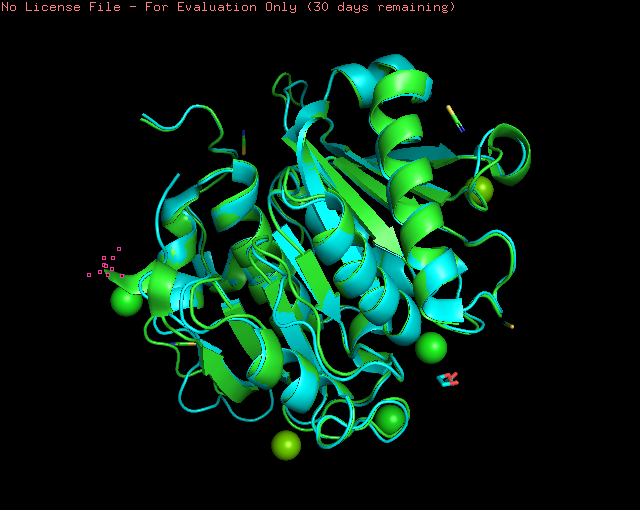 No License File - For Evaluation Only (30 days remaining)